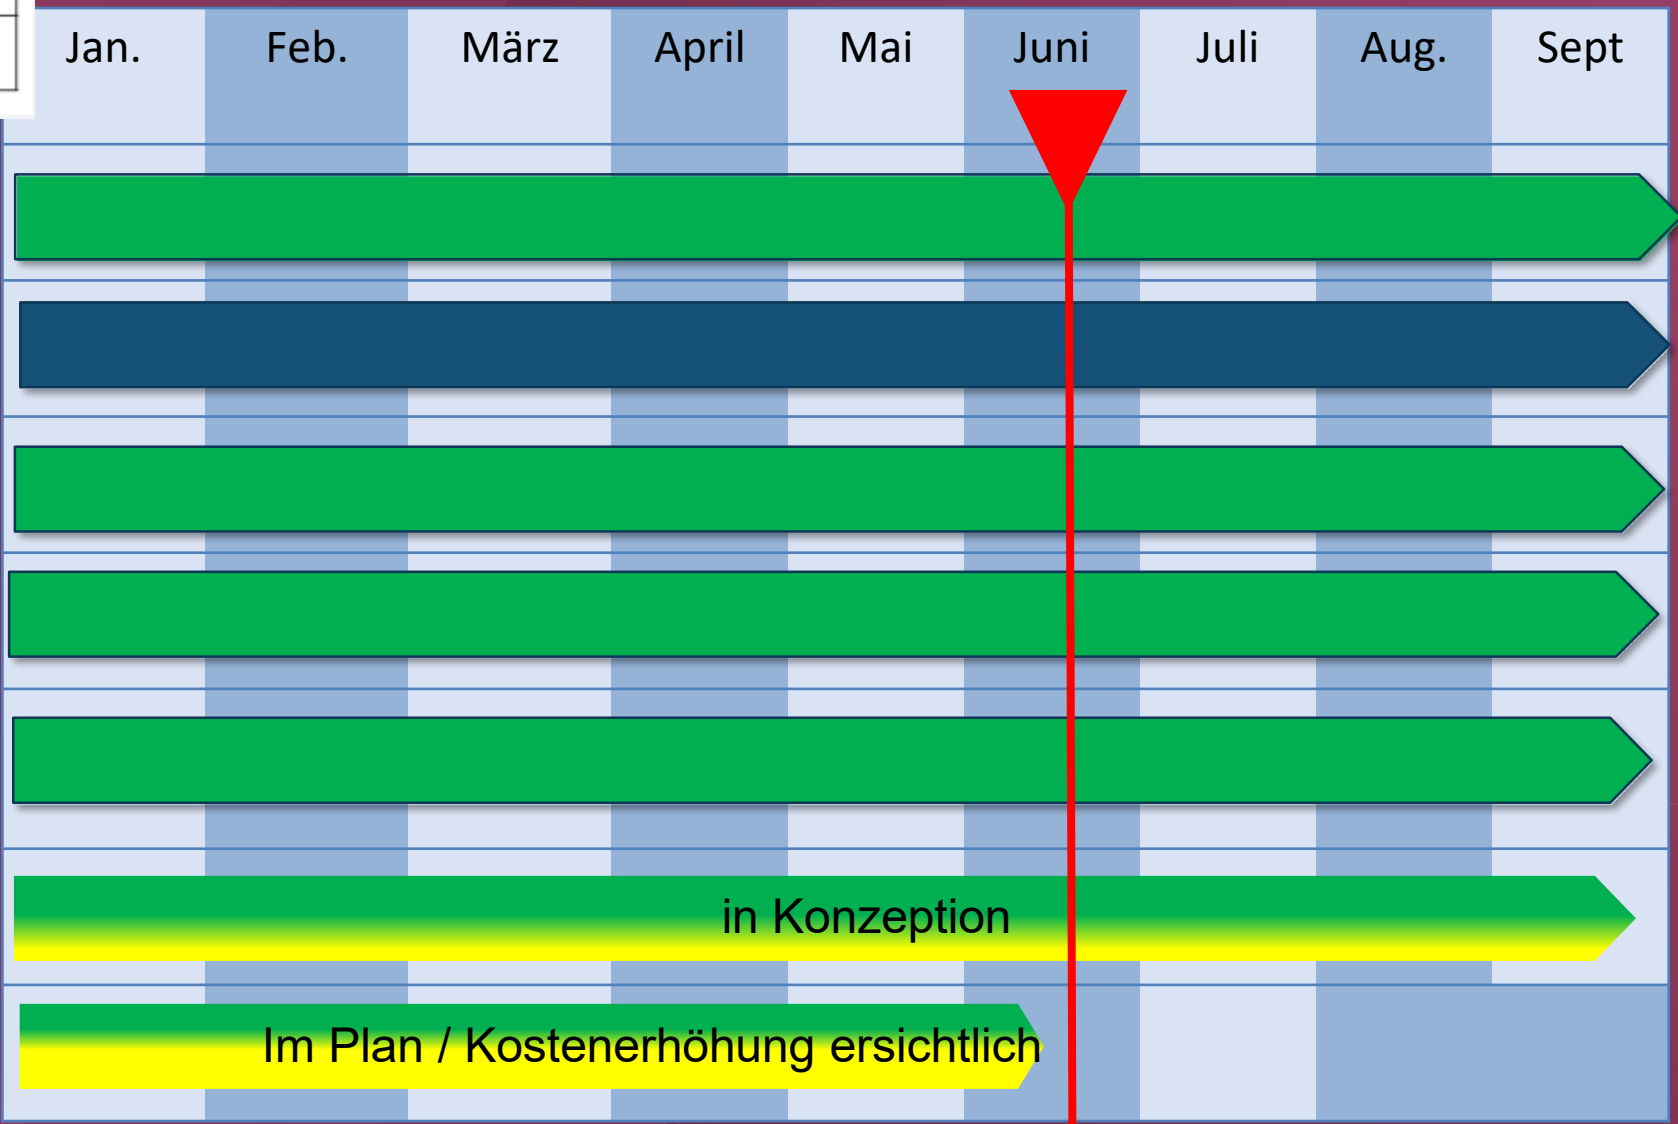 Jan. Feb. März April Mai Juni Juli Aug. Sept
in Konzeption
Im Plan / Kostenerhöhung ersichtlich